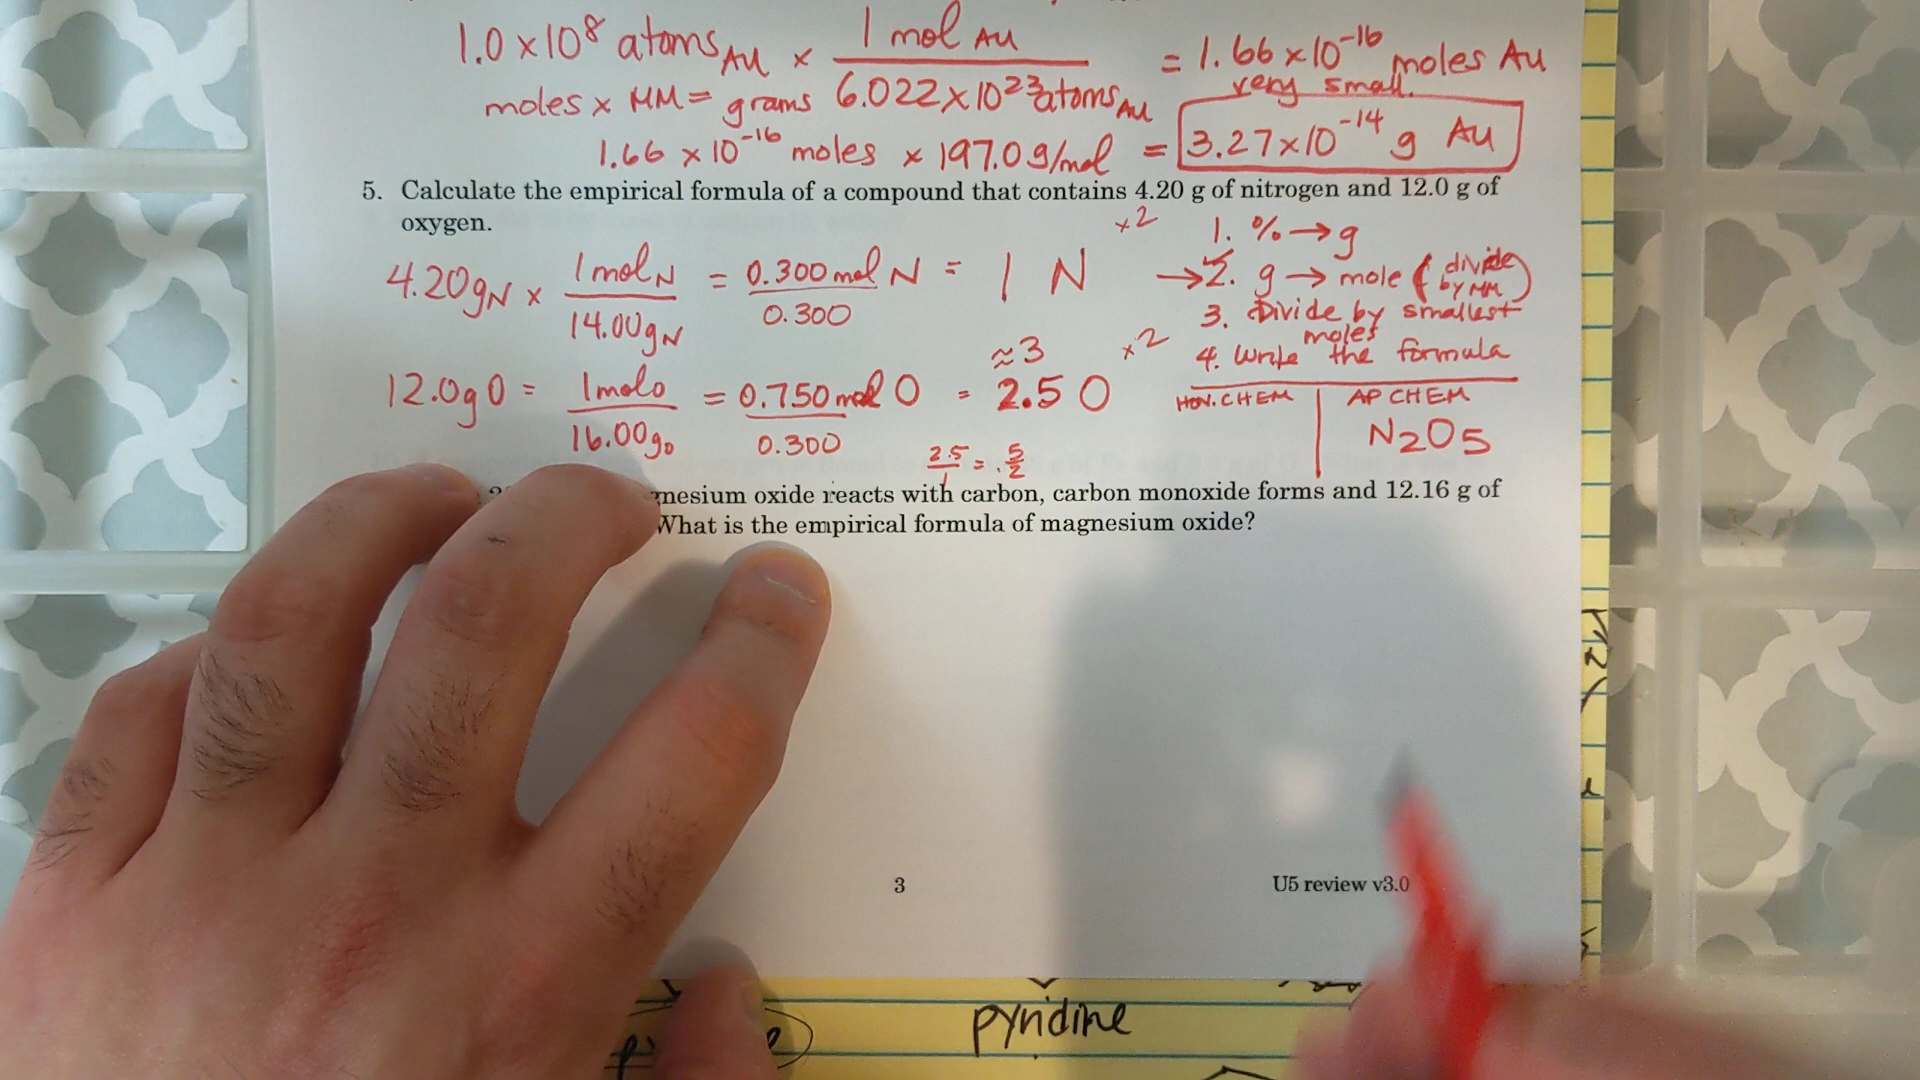 1.0 x 10⁸ atoms Au x 1 mol Au / 6.022 x 10²³ atoms Au = 1.66 x 10⁻¹⁶ moles Au
very small.
moles x MM = grams
1.66 x 10⁻¹⁶ moles x 197.0 g/mol = 3.27 x 10⁻¹⁴ g Au
5. Calculate the empirical formula of a compound that contains 4.20 g of nitrogen and 12.0 g of
oxygen.
4.20 g N x 1 mol N / 14.00 g N = 0.300 mol N / 0.300 = 1 N x2
12.0 g O = 1 mol O / 16.00 g O = 0.750 mol O / 0.300 = 2.5 O x2
≈ 3
2.5 / 1 = 5 / 2
1. % → g
→ 2. g → mole (divide by MM)
3. Divide by smallest
moles
4. Write the formula
HON. CHEM | AP CHEM
N2O5
nesium oxide reacts with carbon, carbon monoxide forms and 12.16 g of
What is the empirical formula of magnesium oxide?
3
U5 review v3.0
pyridine